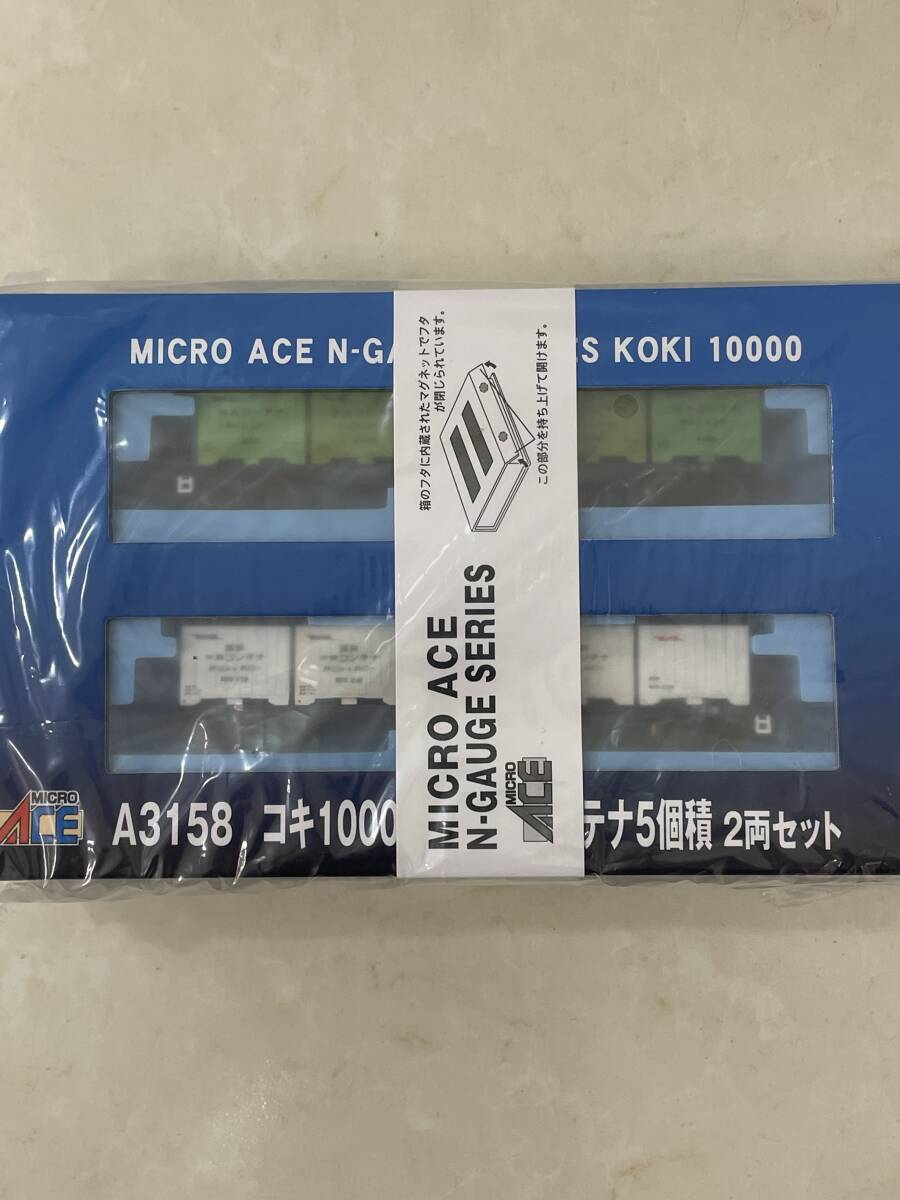 MICRO ACE N-GA
ES KOKI 10000
箱のフタに内蔵されたマグネットでフタ
が閉じられています。
この部分を持ち上げて開けます。
MICRO ACE
N-GAUGE SERIES
MICRO
ACE
MICRO
ACE
A3158 コキ1000
テナ5個積 2両セット